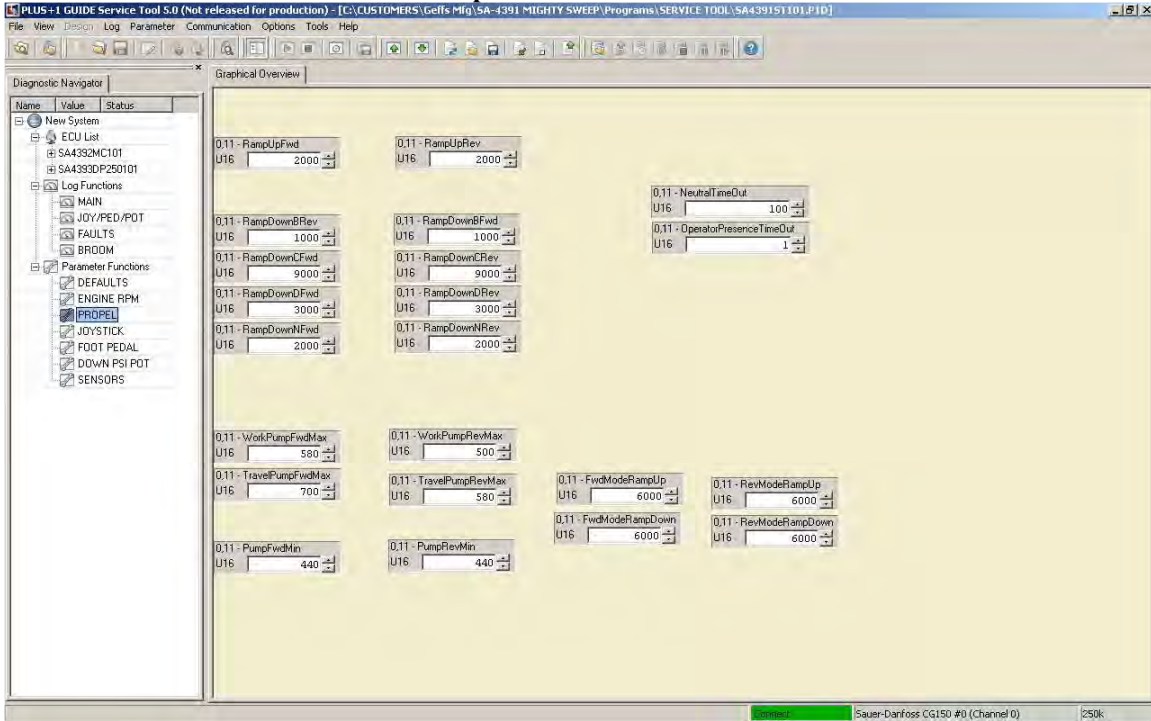 PLUS+1 GUIDE Service Tool 5.0 (Not released for production) - [C:\CUSTOMERS\Geffs Mfg\SA-4391 MIGHTY SWEEP\Programs\SERVICE TOOL\SA4391ST101.P1D]
File View Design Log Parameter Communication Options Tools Help
Diagnostic Navigator
Graphical Overview
Name Value Status
New System
ECU List
SA4392MC101
SA4393DP250101
Log Functions
MAIN
JOY/PED/POT
FAULTS
BROOM
Parameter Functions
DEFAULTS
ENGINE RPM
PROPEL
JOYSTICK
FOOT PEDAL
DOWN PSI POT
SENSORS
0,11 - RampUpFwd
U16 2000
0,11 - RampUpRev
U16 2000
0,11 - NeutralTimeOut
U16 100
0,11 - OperatorPresenceTimeOut
U16 1
0,11 - RampDownBRev
U16 1000
0,11 - RampDownBFwd
U16 1000
0,11 - RampDownCFwd
U16 9000
0,11 - RampDownCRev
U16 9000
0,11 - RampDownDFwd
U16 3000
0,11 - RampDownDRev
U16 3000
0,11 - RampDownNFwd
U16 2000
0,11 - RampDownNRev
U16 2000
0,11 - WorkPumpFwdMax
U16 580
0,11 - WorkPumpRevMax
U16 500
0,11 - TravelPumpFwdMax
U16 700
0,11 - TravelPumpRevMax
U16 580
0,11 - FwdModeRampUp
U16 6000
0,11 - RevModeRampUp
U16 6000
0,11 - FwdModeRampDown
U16 6000
0,11 - RevModeRampDown
U16 6000
0,11 - PumpFwdMin
U16 440
0,11 - PumpRevMin
U16 440
Connect Sauer-Danfoss CG150 #0 (Channel 0) 250k